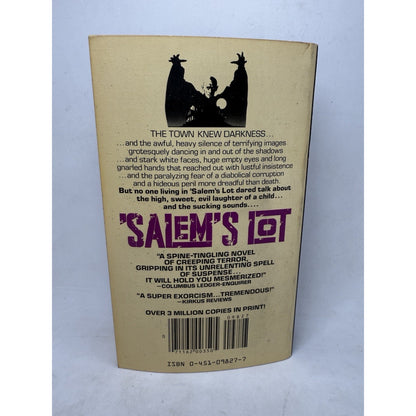 THE TOWN KNEW DARKNESS...
...and the awful, heavy silence of terrifying images
grotesquely dancing in and out of the shadows
and stark white faces, huge empty eyes and long
gnarled hands that reached out with lustful insistence
...and the paralyzing fear of a diabolical corruption
and a hideous peril more dreadful than death.
But no one living in 'Salem's Lot dared talk about
the high, sweet, evil laughter of a child...
and the sucking sounds....
'SALEM'S LOT
"A SPINE-TINGLING NOVEL
OF CREEPING TERROR,
GRIPPING IN ITS UNRELENTING SPELL
OF SUSPENSE...
IT WILL HOLD YOU MESMERIZED!"
—COLUMBUS LEDGER-ENQUIRER
"A SUPER EXORCISM...TREMENDOUS!"
—KIRKUS REVIEWS
OVER 3 MILLION COPIES IN PRINT!
09827
0
71162 00350
ISBN 0-451-09827-7